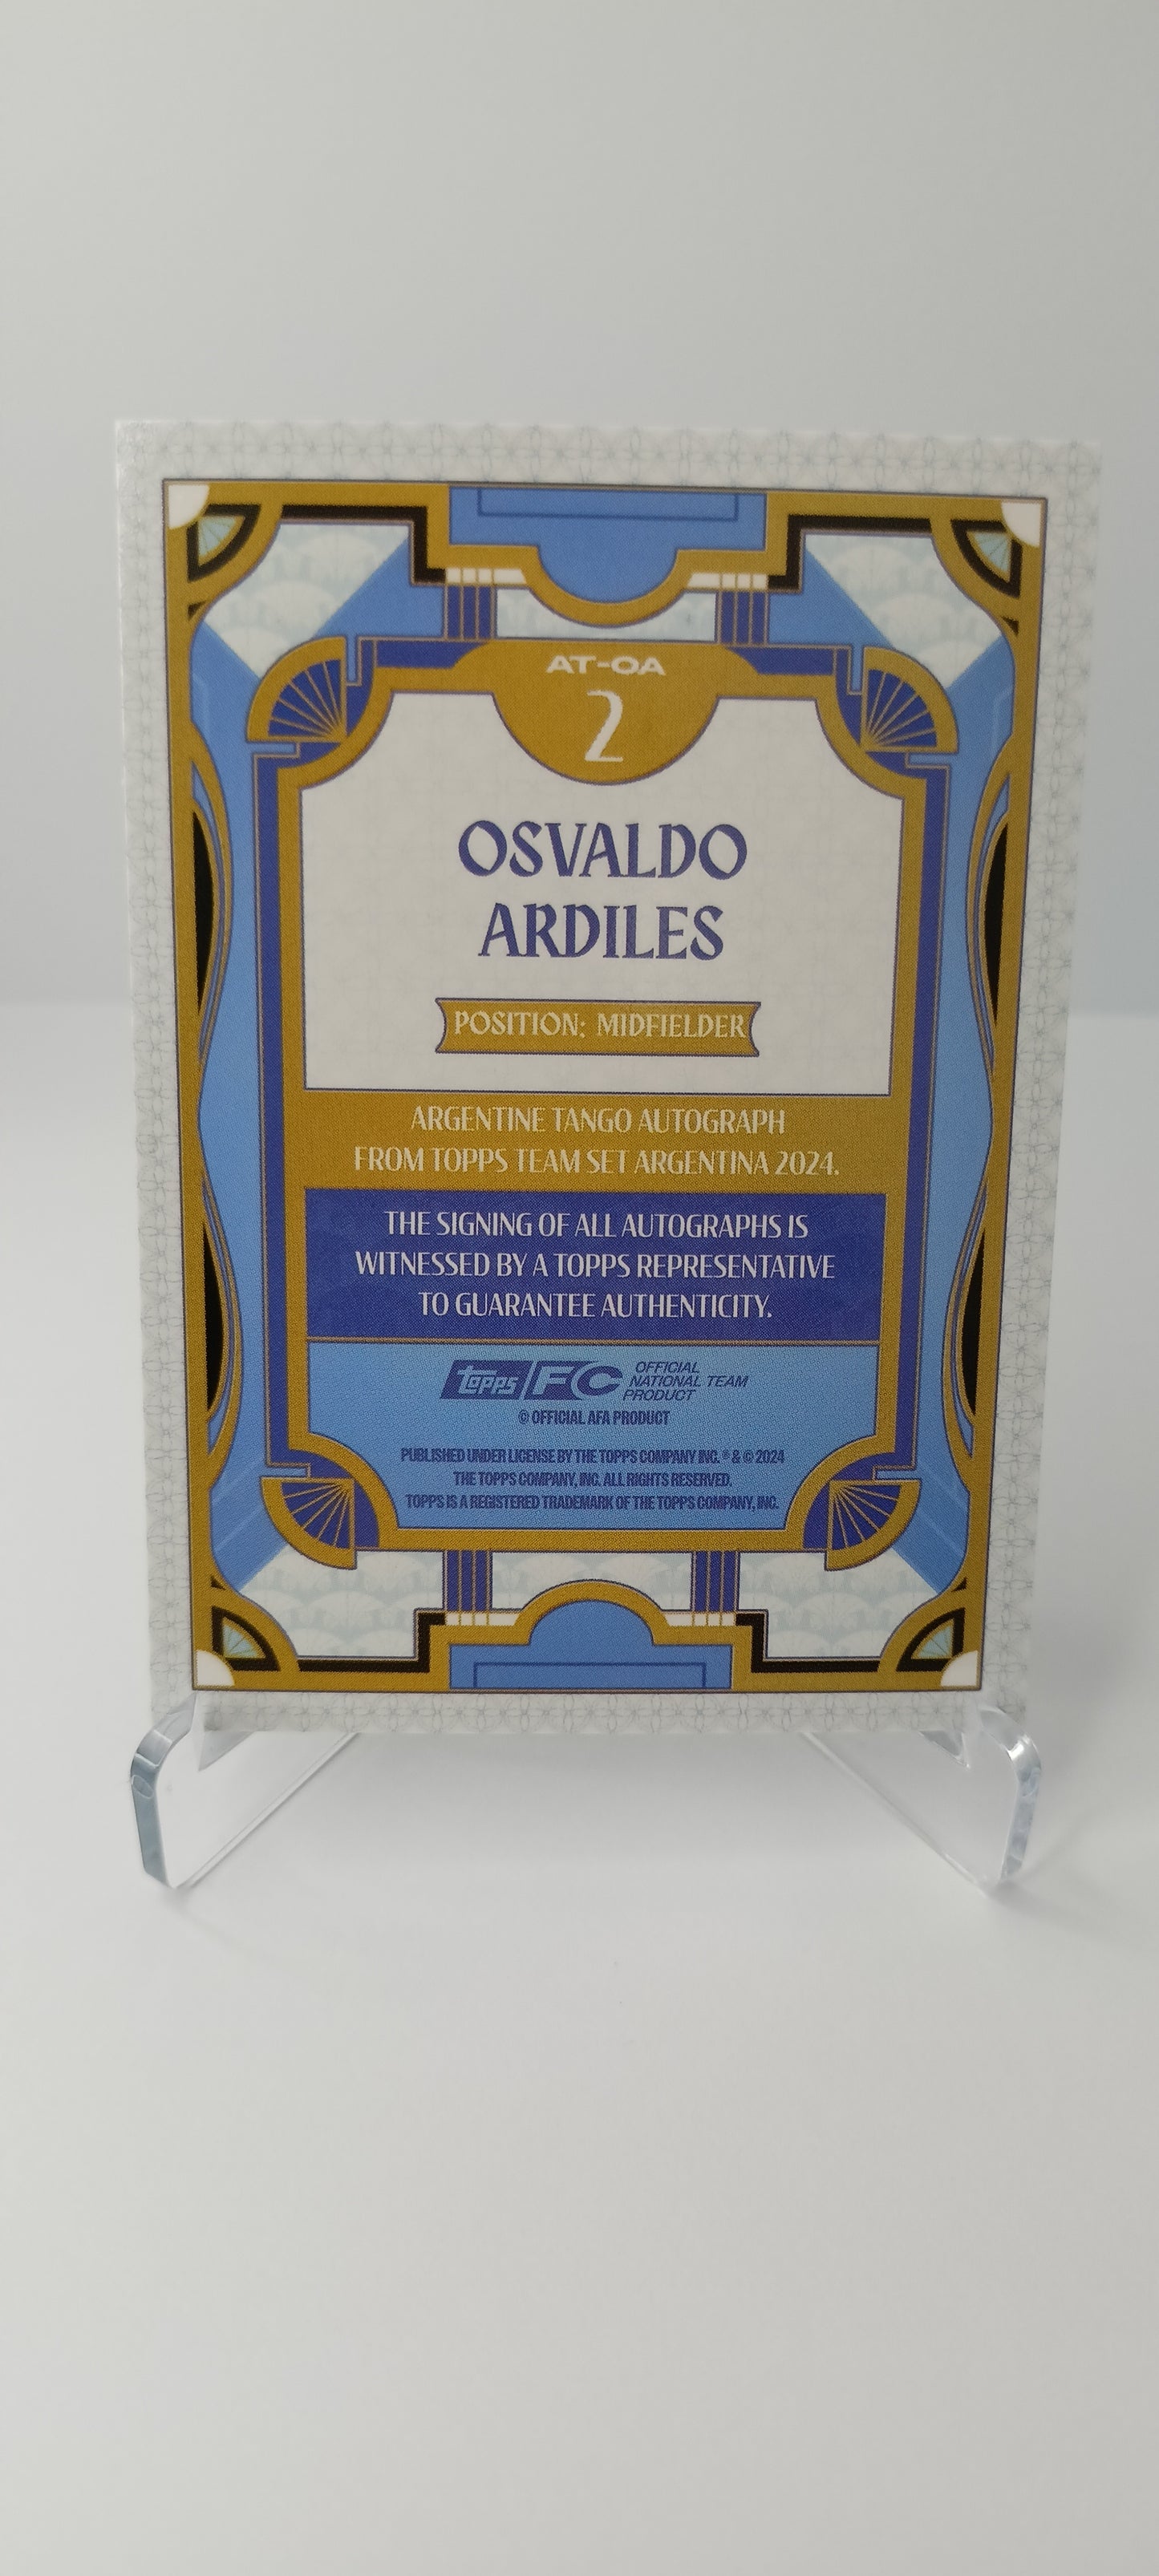 AT-OA
2
OSVALDO
ARDILES
POSITION: MIDFIELDER
ARGENTINE TANGO AUTOGRAPH
FROM TOPPS TEAM SET ARGENTINA 2024.
THE SIGNING OF ALL AUTOGRAPHS IS
WITNESSED BY A TOPPS REPRESENTATIVE
TO GUARANTEE AUTHENTICITY.
topps FC OFFICIAL
NATIONAL TEAM
PRODUCT
© OFFICIAL AFA PRODUCT
PUBLISHED UNDER LICENSE BY THE TOPPS COMPANY INC. ® & © 2024
THE TOPPS COMPANY, INC. ALL RIGHTS RESERVED.
TOPPS IS A REGISTERED TRADEMARK OF THE TOPPS COMPANY, INC.